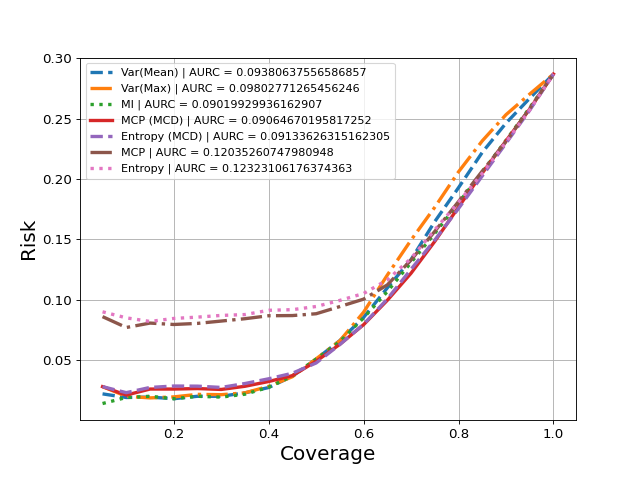 0.30
0.25
0.20
0.15
0.10
0.05
Risk
Var(Mean) | AURC = 0.09380637556586857
Var(Max) | AURC = 0.09802771265456246
MI | AURC = 0.09019929936162907
MCP (MCD) | AURC = 0.09064670195817252
Entropy (MCD) | AURC = 0.09133626315162305
MCP | AURC = 0.12035260747980948
Entropy | AURC = 0.12323106176374363
0.2 0.4 0.6 0.8 1.0
Coverage